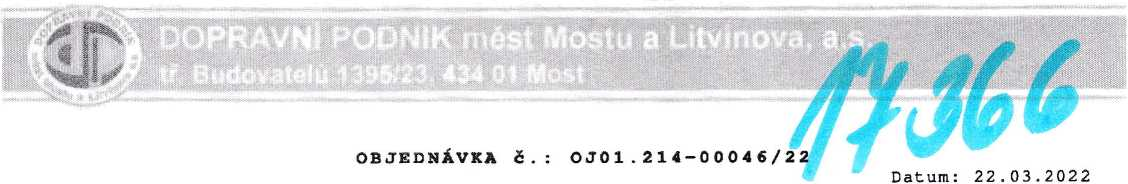 DOPRAVNÍ PODNIK měst Mostu a Litvínova, a.s.
tř. Budovatelů 1395/23, 434 01 Most
17366
OBJEDNÁVKA č.: OJ01.214-00046/22
Datum: 22.03.2022